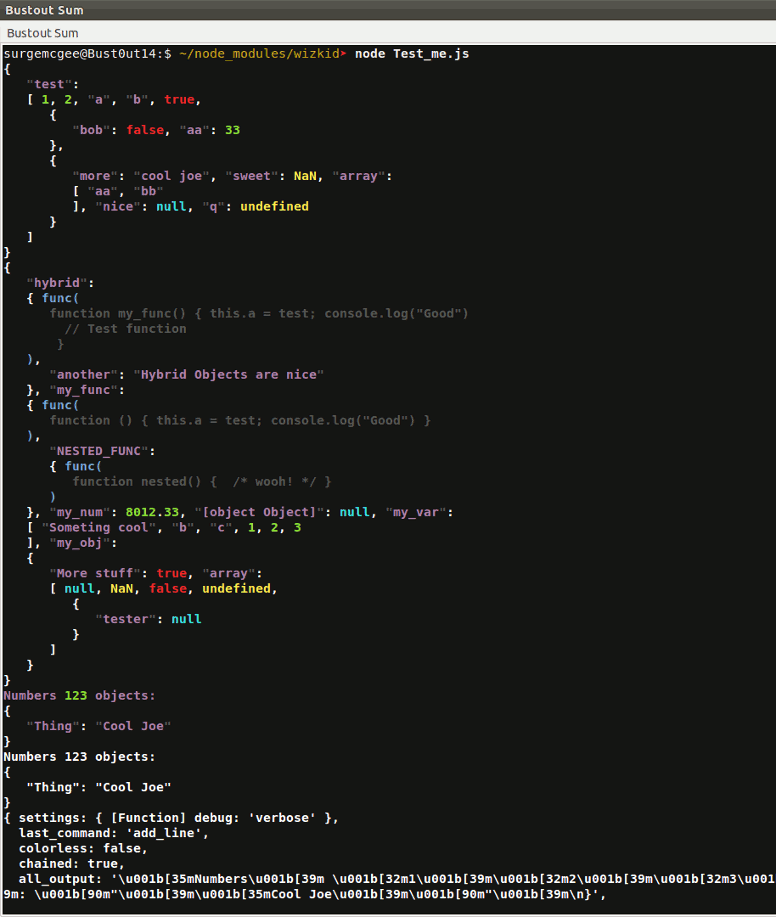 Bustout Sum
Bustout Sum
surgemcgee@Bust0ut14:$ ~/node_modules/wizkid➤ node Test_me.js
{
   "test":
   [ 1, 2, "a", "b", true,
      {
         "bob": false, "aa": 33
      },
      {
         "more": "cool joe", "sweet": NaN, "array":
         [ "aa", "bb"
         ], "nice": null, "q": undefined
      }
   ]
}
{
   "hybrid":
   { func(
      function my_func() { this.a = test; console.log("Good")
        // Test function
       }
   ),
      "another": "Hybrid Objects are nice"
   }, "my_func":
   { func(
      function () { this.a = test; console.log("Good") }
   ),
      "NESTED_FUNC":
      { func(
         function nested() {  /* wooh! */ }
      )
   }, "my_num": 8012.33, "[object Object]": null, "my_var":
   [ "Someting cool", "b", "c", 1, 2, 3
   ], "my_obj":
   {
      "More stuff": true, "array":
      [ null, NaN, false, undefined,
         {
            "tester": null
         }
      ]
   }
}
Numbers 123 objects:
{
   "Thing": "Cool Joe"
}
Numbers 123 objects:
{
   "Thing": "Cool Joe"
}
{ settings: { [Function] debug: 'verbose' },
  last_command: 'add_line',
  colorless: false,
  chained: true,
  all_output: '\u001b[35mNumbers\u001b[39m \u001b[32m1\u001b[39m\u001b[32m2\u001b[39m\u001b[32m3\u001
9m: \u001b[90m"\u001b[39m\u001b[35mCool Joe\u001b[39m\u001b[90m"\u001b[39m\n}',